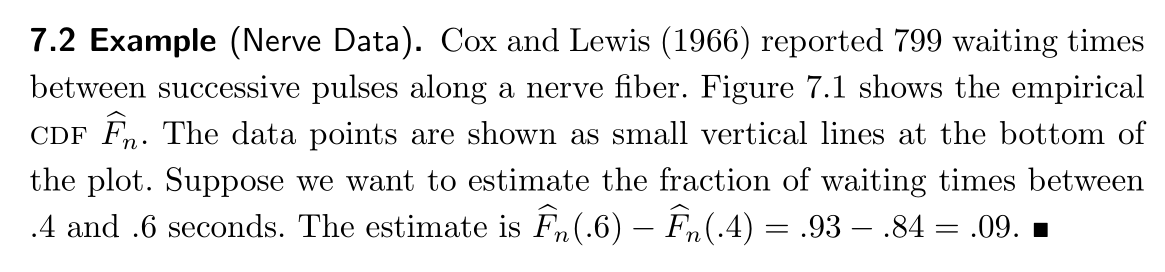 7.2 Example (Nerve Data). Cox and Lewis (1966) reported 799 waiting times
between successive pulses along a nerve fiber. Figure 7.1 shows the empirical
CDF F̂ₙ. The data points are shown as small vertical lines at the bottom of
the plot. Suppose we want to estimate the fraction of waiting times between
.4 and .6 seconds. The estimate is F̂ₙ(.6) − F̂ₙ(.4) = .93 − .84 = .09. ■